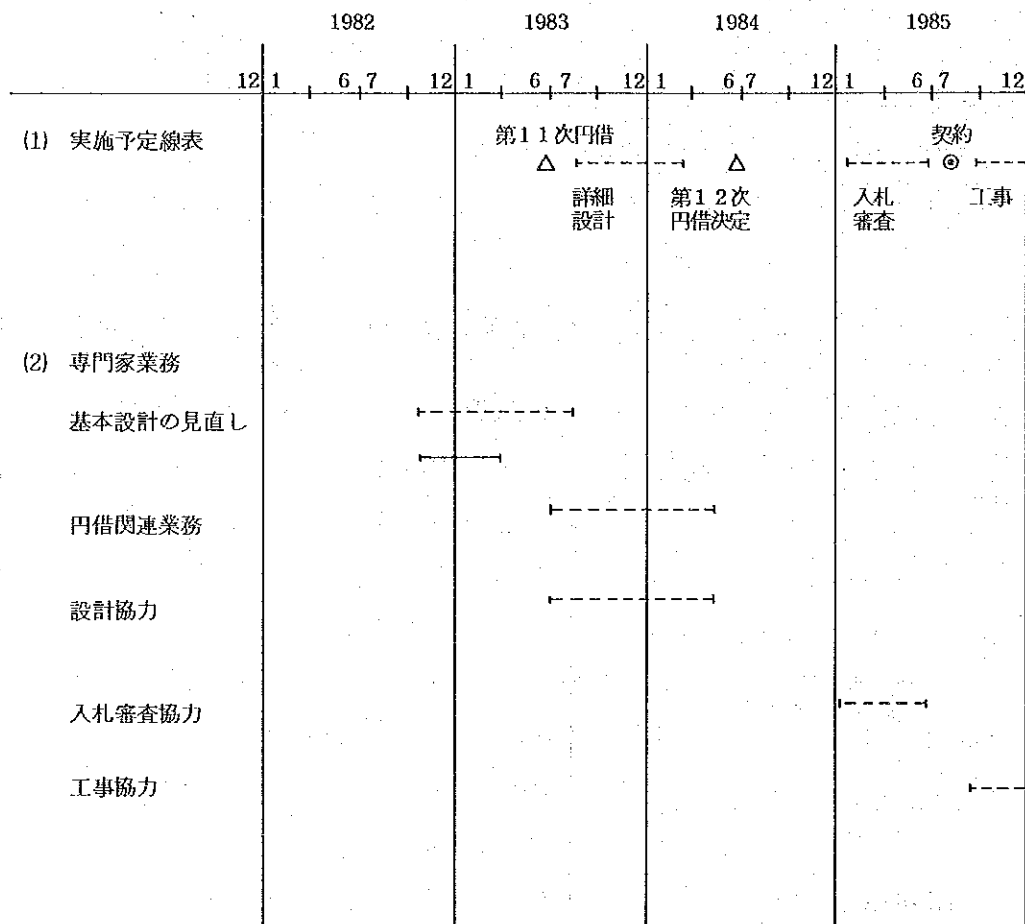 1982 1983 1984 1985
12 1 6 7 12 1 6 7 12 1 6 7 12 1 6 7 12
(1) 実施予定線表 第11次円借 契約
詳細 第12次 入札 工事
設計 円借決定 審査
(2) 専門家業務
基本設計の見直し
円借関連業務
設計協力
入札審査協力
工事協力